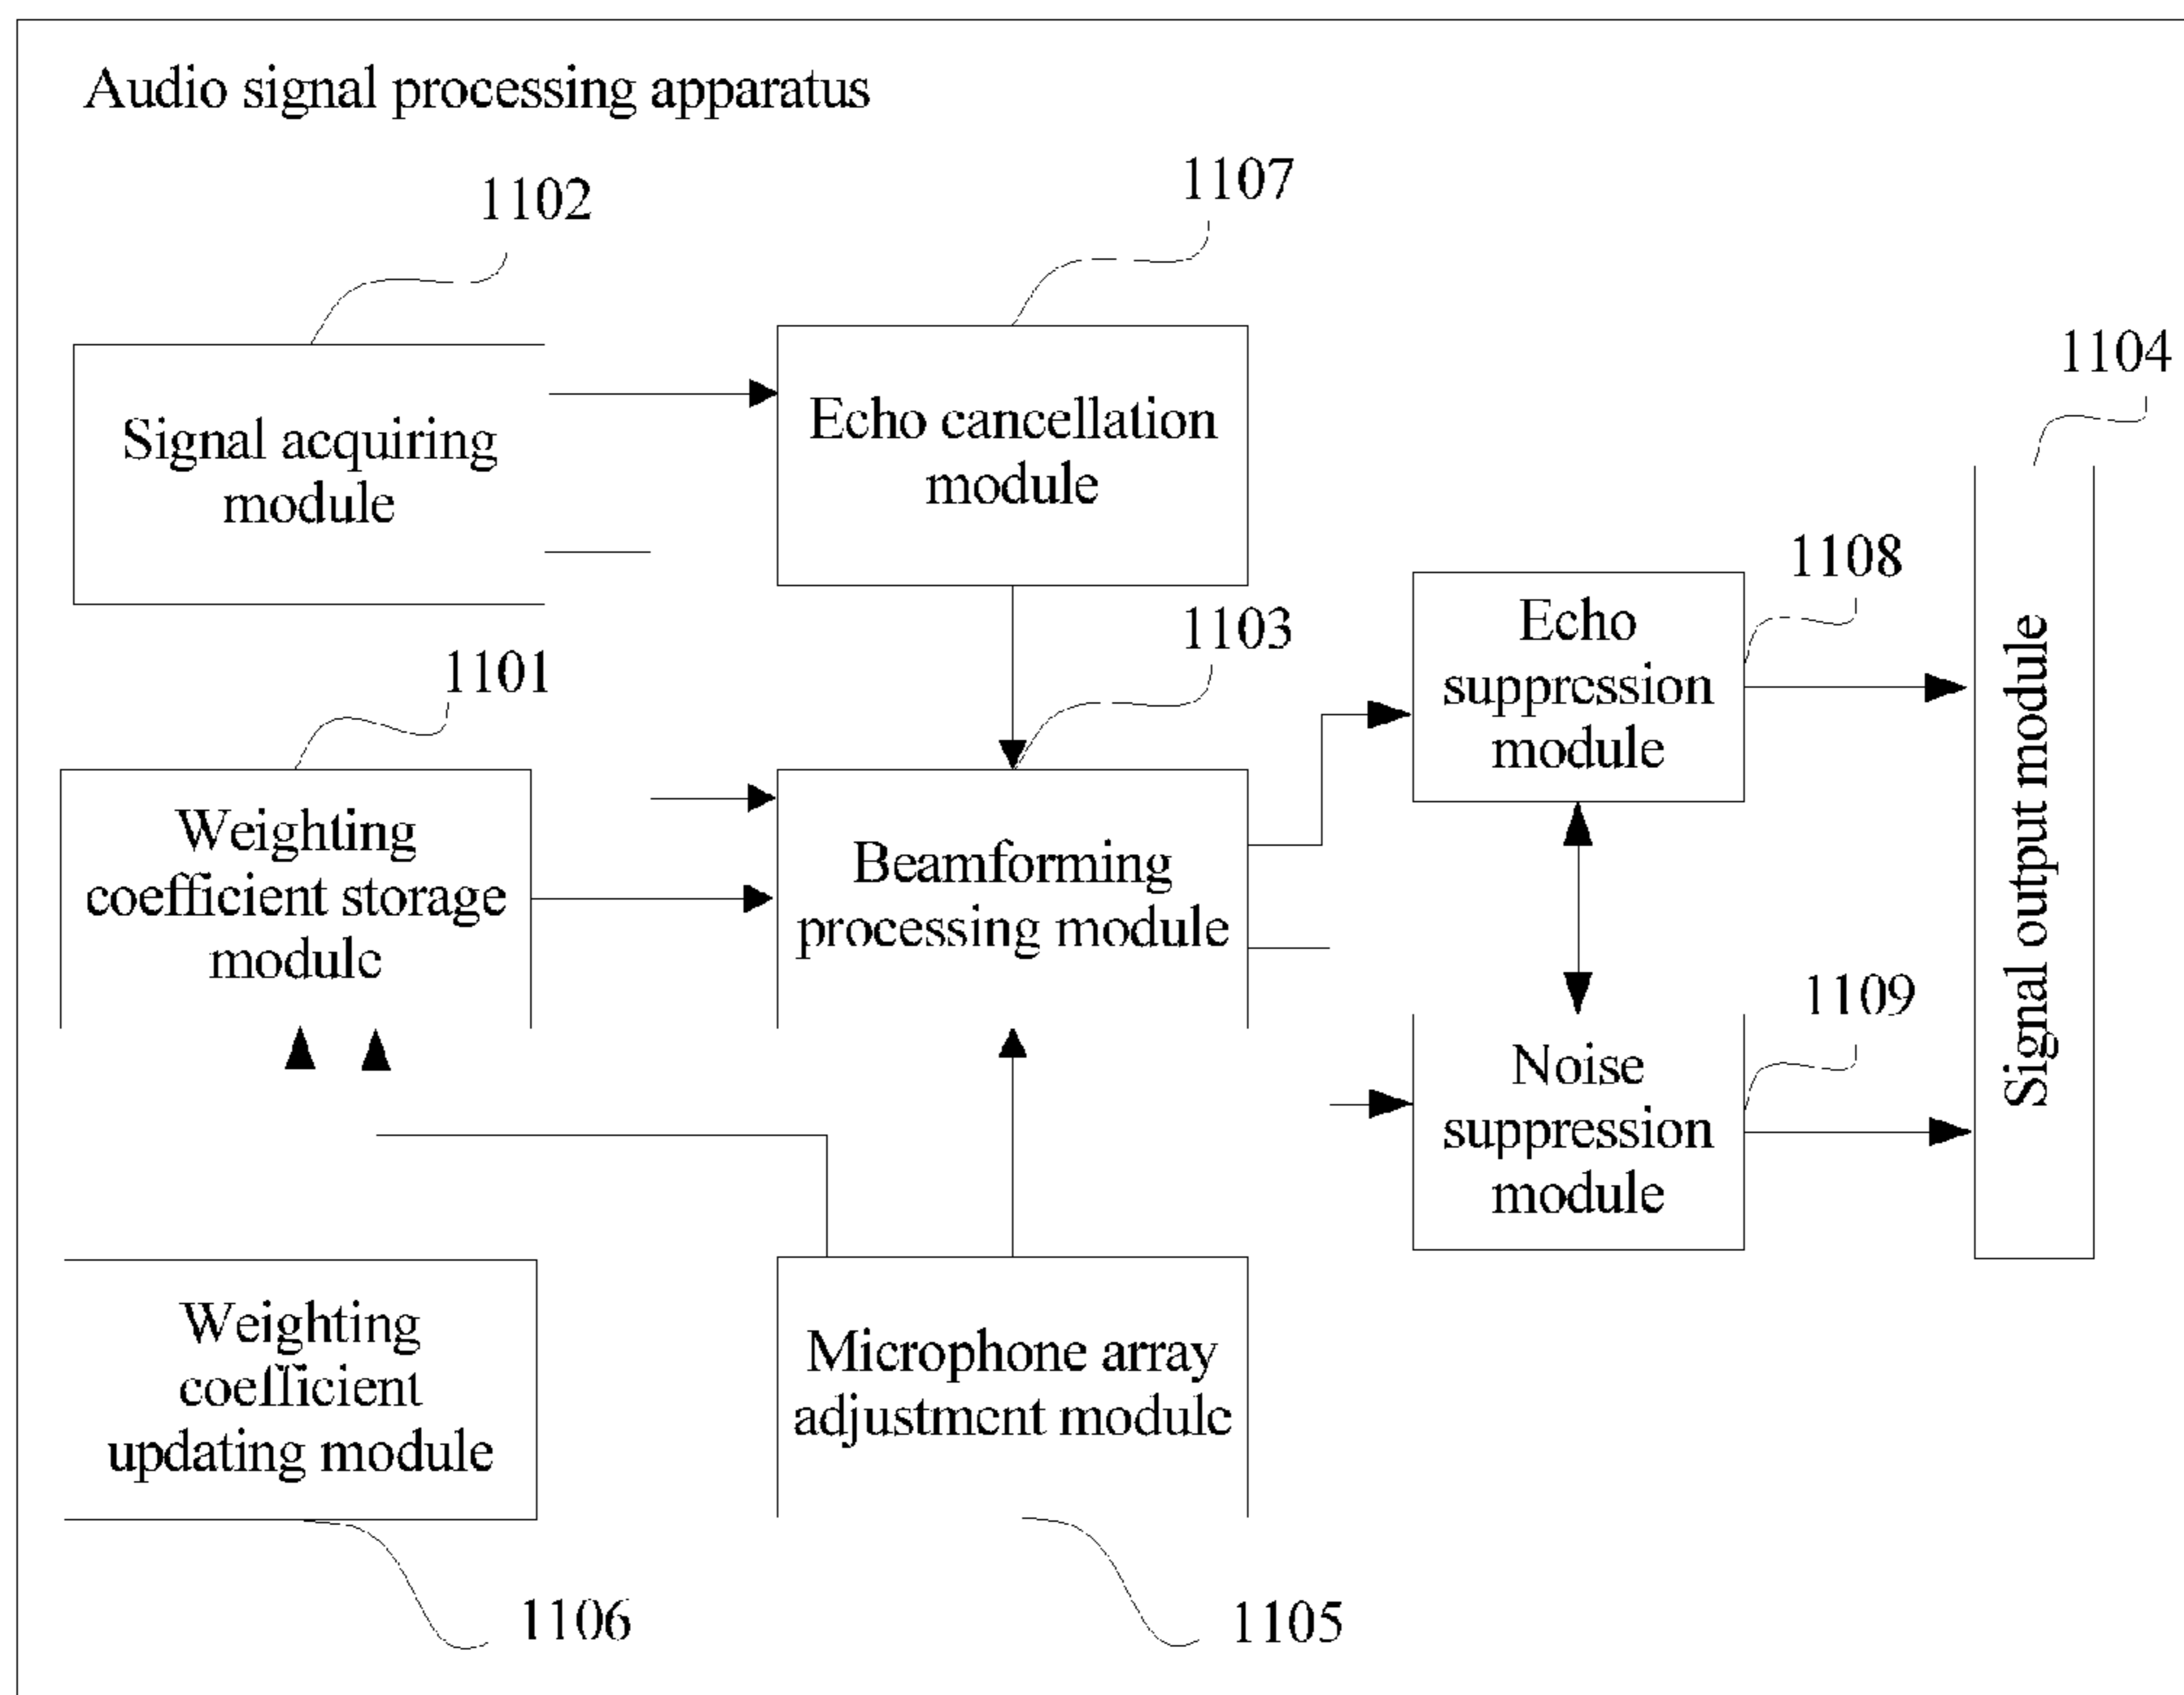 Audio signal processing apparatus
1102
1107
1104
Signal acquiring
module
Echo cancellation
module
1108
1101
1103
Echo
suppression
module
Signal output module
Weighting
coefficient storage
module
Beamforming
processing module
1109
Noise
suppression
module
Weighting
coefficient
updating module
Microphone array
adjustment module
1106
1105